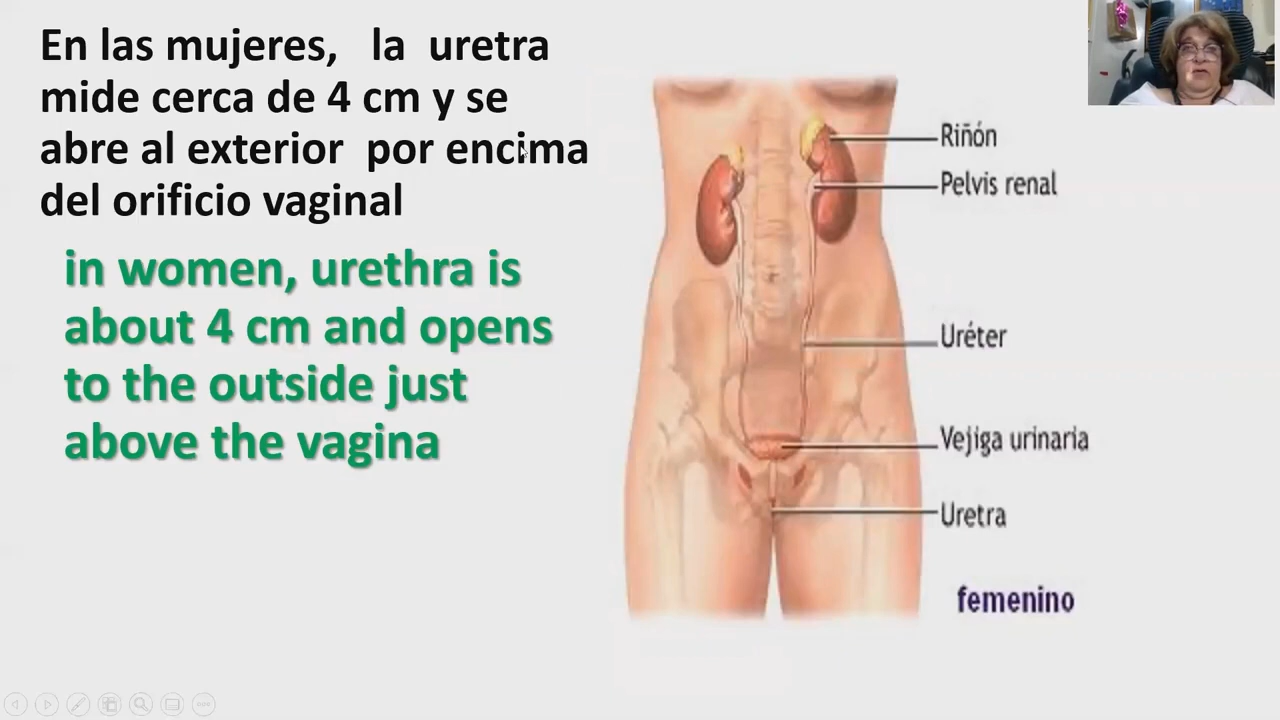 En las mujeres, la uretra
mide cerca de 4 cm y se
abre al exterior por encima
del orificio vaginal
in women, urethra is
about 4 cm and opens
to the outside just
above the vagina
Riñón
Pelvis renal
Uréter
Vejiga urinaria
Uretra
femenino